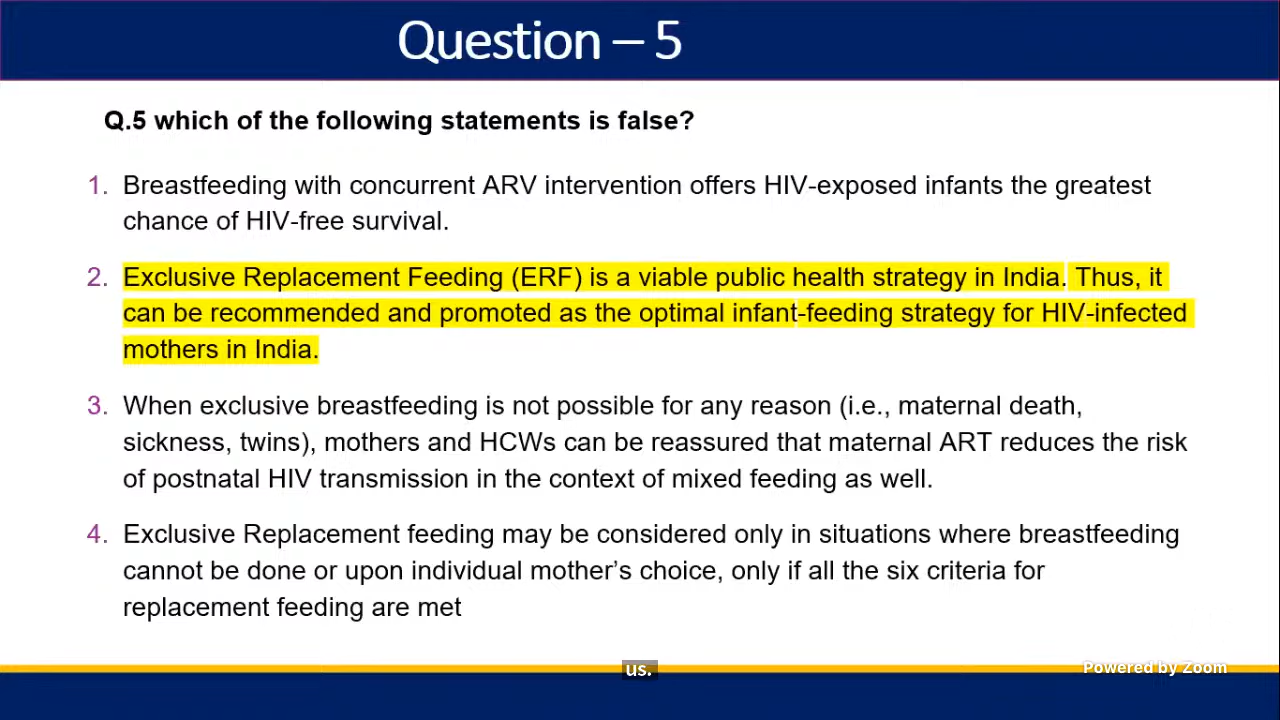 Question – 5
Q.5 which of the following statements is false?
1. Breastfeeding with concurrent ARV intervention offers HIV-exposed infants the greatest
chance of HIV-free survival.
2. Exclusive Replacement Feeding (ERF) is a viable public health strategy in India. Thus, it
can be recommended and promoted as the optimal infant-feeding strategy for HIV-infected
mothers in India.
3. When exclusive breastfeeding is not possible for any reason (i.e., maternal death,
sickness, twins), mothers and HCWs can be reassured that maternal ART reduces the risk
of postnatal HIV transmission in the context of mixed feeding as well.
4. Exclusive Replacement feeding may be considered only in situations where breastfeeding
cannot be done or upon individual mother’s choice, only if all the six criteria for
replacement feeding are met
us.
Powered by Zoom